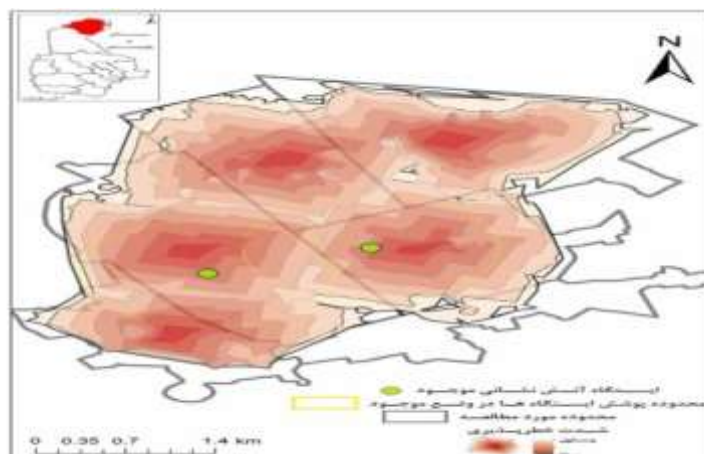 N
ایستگاه آتش نشانی موجود
محدوده پوشش ایستگاه ها در وضع موجود
محدوده مورد مطالعه
شدت خطرپذیری
0 0.35 0.7 1.4 km